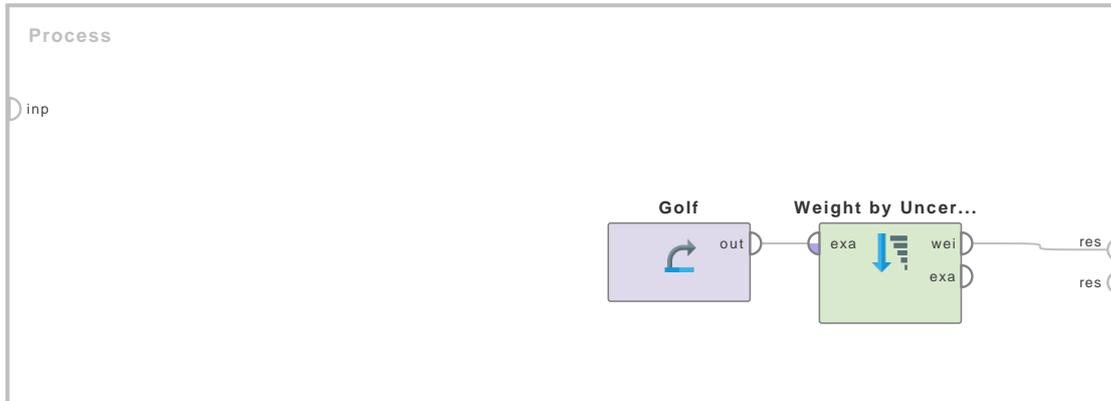 Process
inp
Golf
Weight by Uncer...
out
exa
wei
res
exa
res